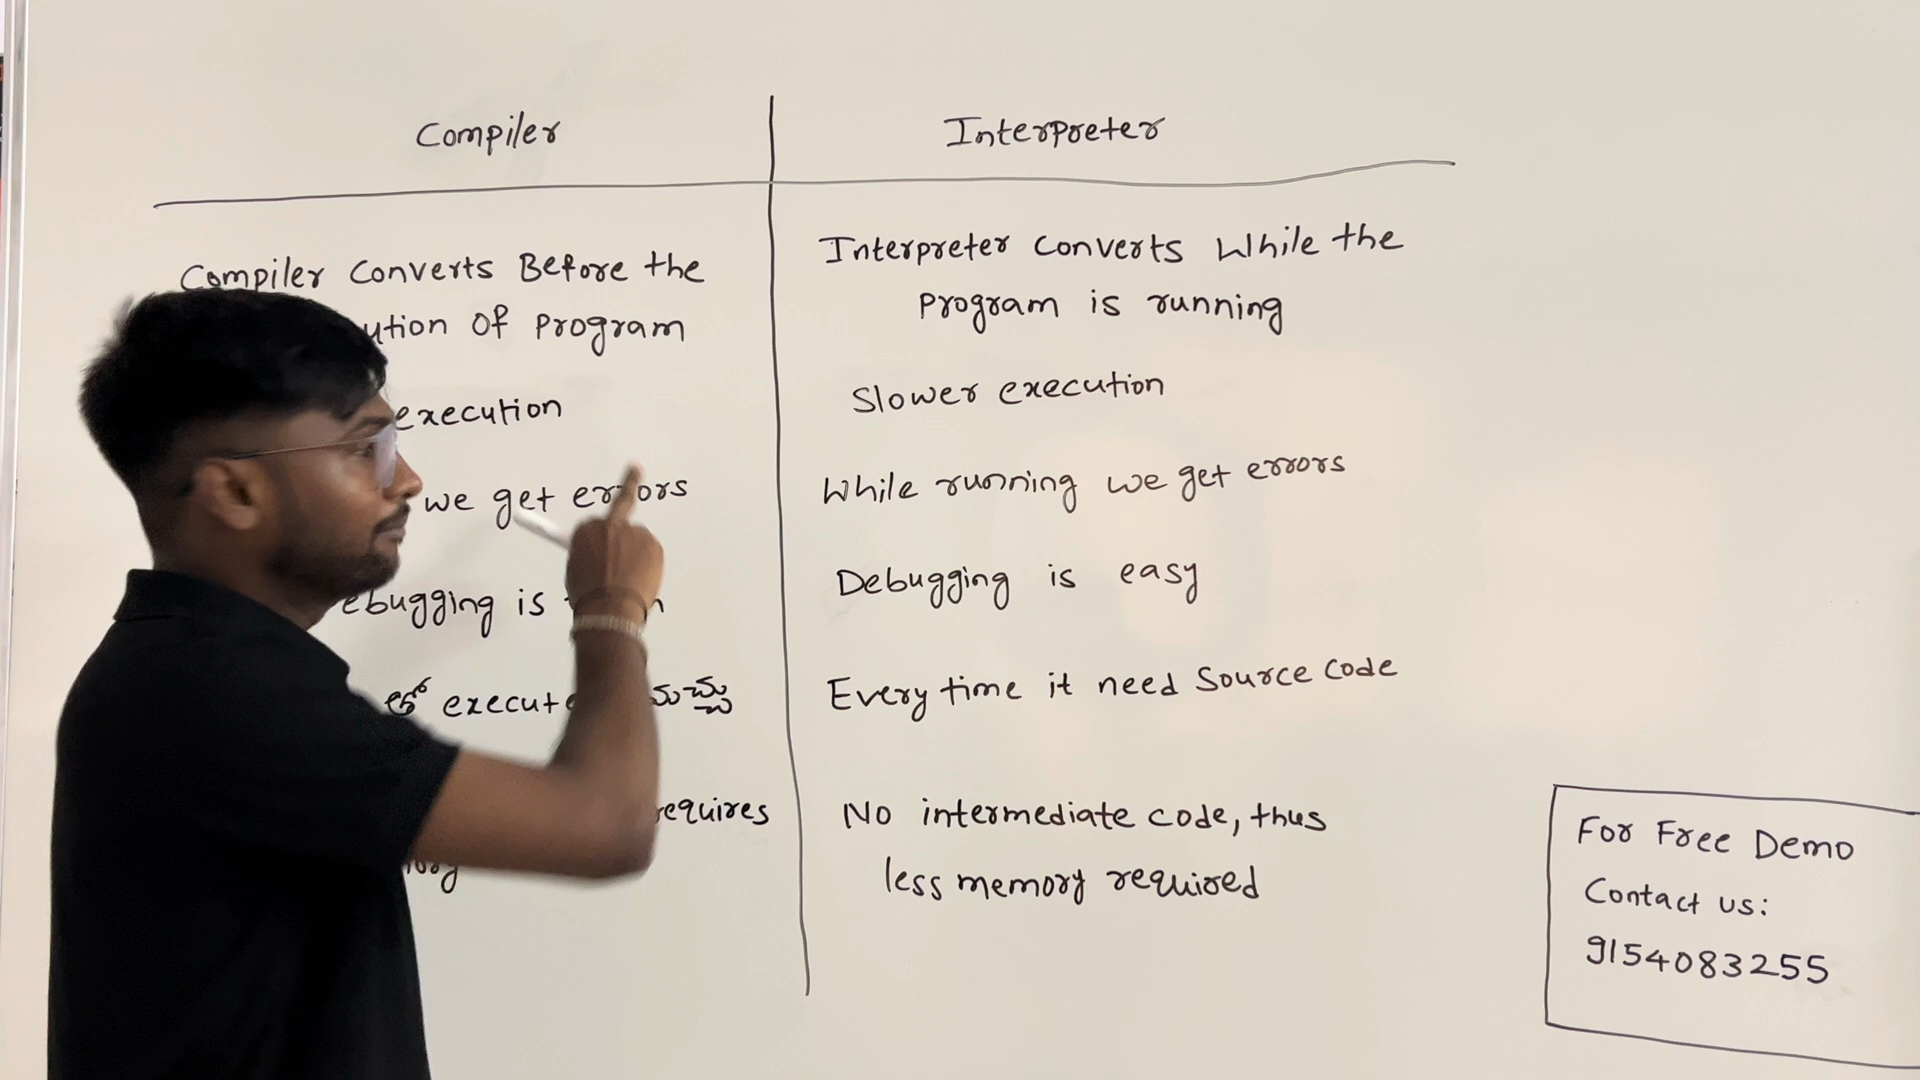 Compiler
Interpreter
Compiler converts Before the
of program
execution
we get errors
is
execute
requires
Interpreter converts While the
program is running
Slower execution
While running we get errors
Debugging is easy
Every time it need source code
No intermediate code, thus
less memory required
For Free Demo
Contact us:
9154083255